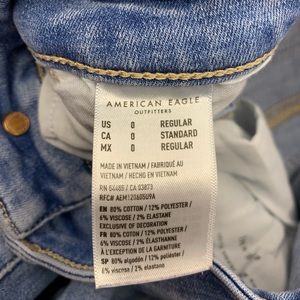 AMERICAN EAGLE
OUTFITTERS
US 0 REGULAR
CA 0 STANDARD
MX 0 REGULAR
MADE IN VIETNAM / FABRIQUÉ AU
VIETNAM / HECHO EN VIETNAM
RN 54485 / CA 03873
RFC# AEM120605U9A
EN 80% COTTON / 12% POLYESTER /
6% VISCOSE / 2% ELASTANE
EXCLUSIVE OF DECORATION
FR 80% COTON / 12% POLYESTER /
6% VISCOSE / 2% ÉLASTHANNE
À L'EXCEPTION DE LA GARNITURE
SP 80% algodón / 12% poliéster /
6% viscosa / 2% elastano